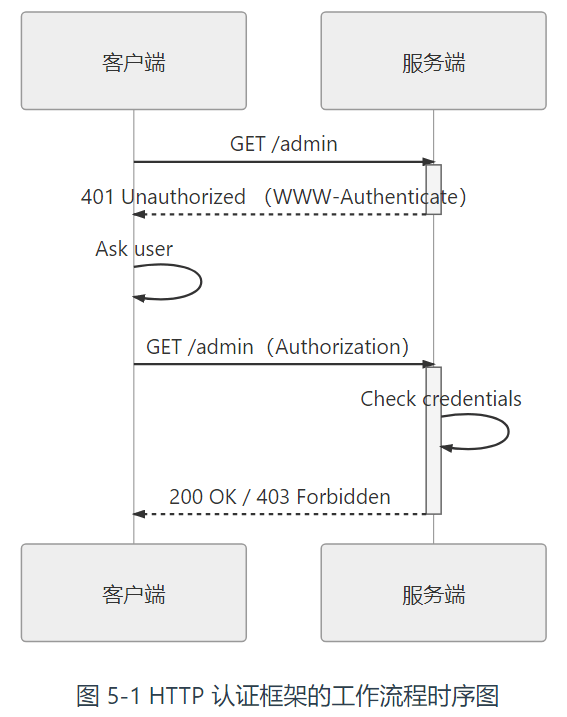 客户端 服务端
GET /admin
401 Unauthorized （WWW-Authenticate）
Ask user
GET /admin（Authorization）
Check credentials
200 OK / 403 Forbidden
客户端 服务端
图 5-1 HTTP 认证框架的工作流程时序图